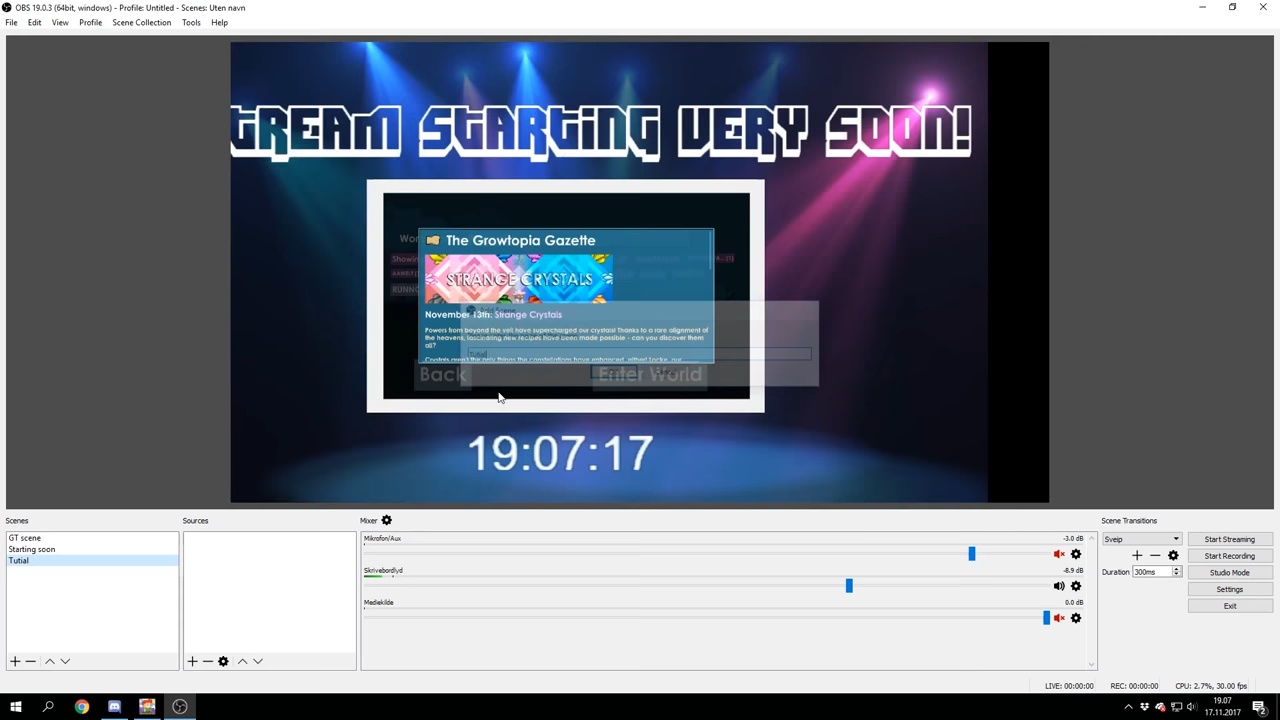 OBS 19.0.3 (64bit, windows) - Profile: Untitled - Scenes: Uten navn
File Edit View Profile Scene Collection Tools Help
TREAM STARTING VERY SOON!
The Growtopia Gazette
STRANGE CRYSTALS
November 13th: Strange Crystals
Powers from beyond the veil have supercharged our crystals! Thanks to a rare alignment of
the heavens, fascinating new recipes have been made possible - can you discover them
all?
Back
Enter World
19:07:17
Scenes
GT scene
Starting soon
Tutial
Sources
Mixer
Mikrofon/Aux
-3.0 dB
Skrivebordlyd
-8.9 dB
Mediekilde
0.0 dB
Scene Transitions
Sveip
Duration 300ms
Start Streaming
Start Recording
Studio Mode
Settings
Exit
LIVE: 00:00:00 REC: 00:00:00 CPU: 2.7%, 30.00 fps
19.07
17.11.2017
2